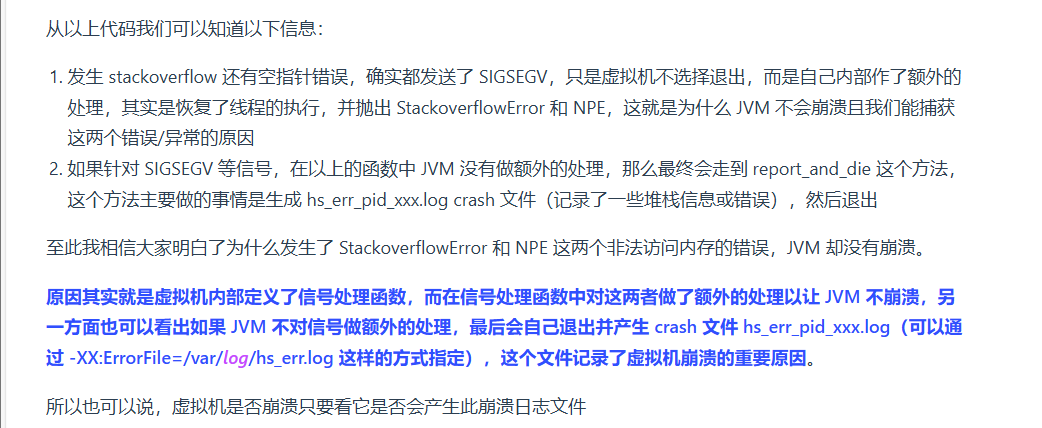 从以上代码我们可以知道以下信息：
1. 发生 stackoverflow 还有空指针错误，确实都发送了 SIGSEGV，只是虚拟机不选择退出，而是自己内部作了额外的
处理，其实是恢复了线程的执行，并抛出 StackoverflowError 和 NPE，这就是为什么 JVM 不会崩溃且我们能捕获
这两个错误/异常的原因
2. 如果针对 SIGSEGV 等信号，在以上的函数中 JVM 没有做额外的处理，那么最终会走到 report_and_die 这个方法，
这个方法主要做的事情是生成 hs_err_pid_xxx.log crash 文件（记录了一些堆栈信息或错误），然后退出
至此我相信大家明白了为什么发生了 StackoverflowError 和 NPE 这两个非法访问内存的错误，JVM 却没有崩溃。
原因其实就是虚拟机内部定义了信号处理函数，而在信号处理函数中对这两者做了额外的处理以让 JVM 不崩溃，另
一方面也可以看出如果 JVM 不对信号做额外的处理，最后会自己退出并产生 crash 文件 hs_err_pid_xxx.log（可以通
过 -XX:ErrorFile=/var/log/hs_err.log 这样的方式指定），这个文件记录了虚拟机崩溃的重要原因。
所以也可以说，虚拟机是否崩溃只要看它是否会产生此崩溃日志文件